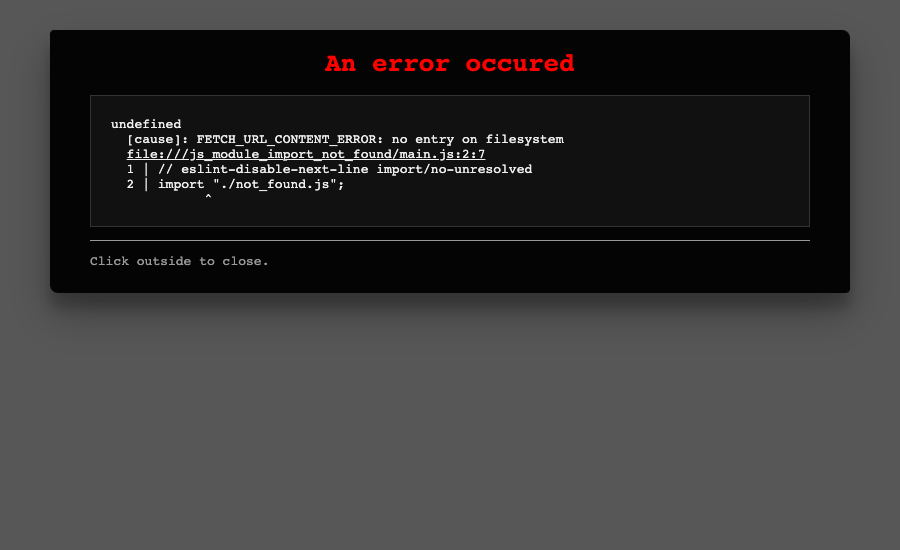 An error occured
undefined
[cause]: FETCH_URL_CONTENT_ERROR: no entry on filesystem
file:///js_module_import_not_found/main.js:2:7
1 | // eslint-disable-next-line import/no-unresolved
2 | import "./not_found.js";
^
Click outside to close.